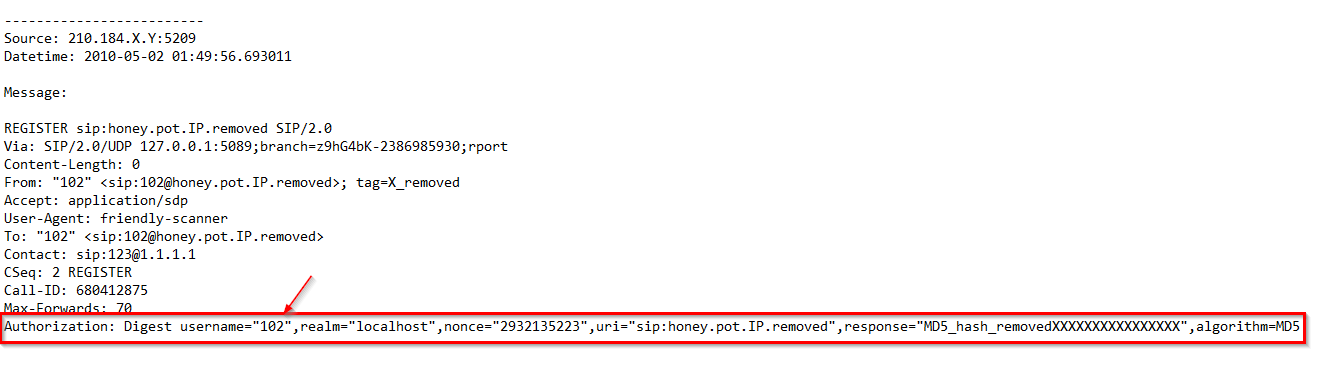 -------------------------
Source: 210.184.X.Y:5209
Datetime: 2010-05-02 01:49:56.693011
Message:
REGISTER sip:honey.pot.IP.removed SIP/2.0
Via: SIP/2.0/UDP 127.0.0.1:5089;branch=z9hG4bK-2386985930;rport
Content-Length: 0
From: "102" <sip:102@honey.pot.IP.removed>; tag=X_removed
Accept: application/sdp
User-Agent: friendly-scanner
To: "102" <sip:102@honey.pot.IP.removed>
Contact: sip:123@1.1.1.1
CSeq: 2 REGISTER
Call-ID: 680412875
Max-Forwards: 70
Authorization: Digest username="102",realm="localhost",nonce="2932135223",uri="sip:honey.pot.IP.removed",response="MD5_hash_removedXXXXXXXXXXXXXXXX",algorithm=MD5